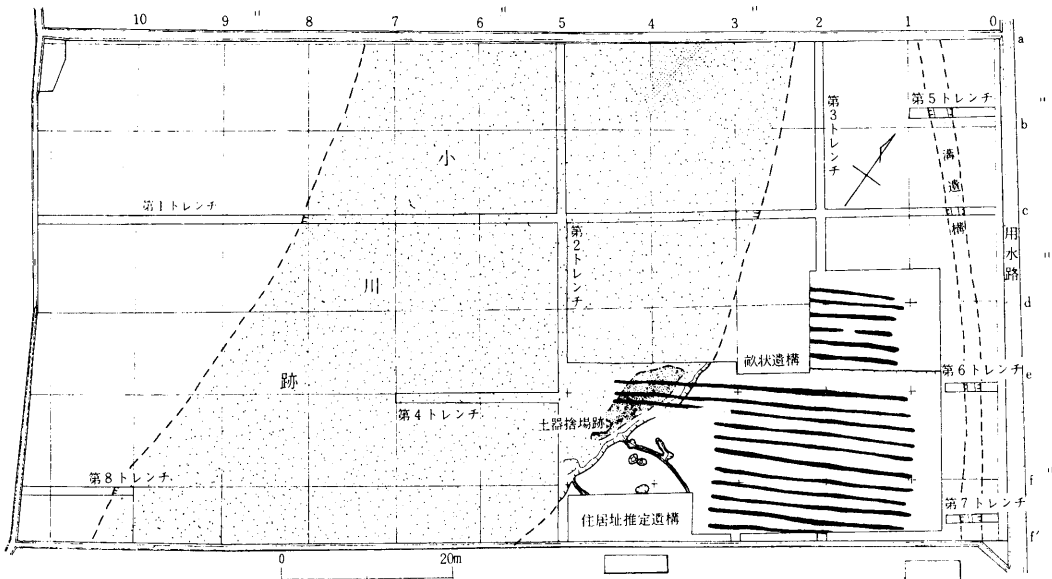 10 9 " 8 7 6 " 5 4 3 " 2 1 0
a
"
第5トレンチ
b
第3トレンチ
小
溝遺構
第1トレンチ
c
第2トレンチ
用水路
"
川
d
畝状遺構
跡
第6トレンチ
e
第4トレンチ
土器捨場跡
第8トレンチ
f
"
住居址推定遺構
第7トレンチ
f'
0 20m